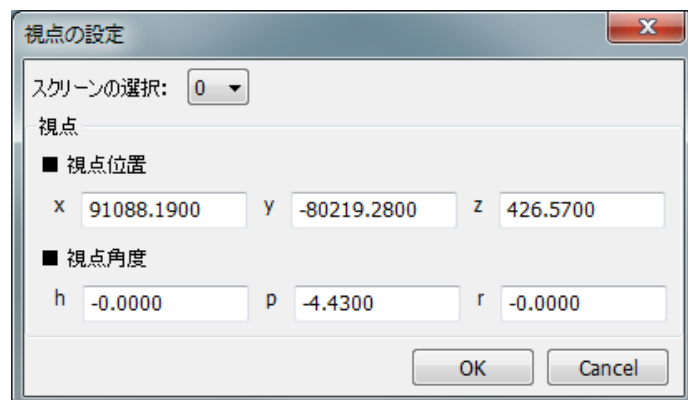 視点の設定
スクリーンの選択: 0
視点
■ 視点位置
x 91088.1900 y -80219.2800 z 426.5700
■ 視点角度
h -0.0000 p -4.4300 r -0.0000
OK Cancel